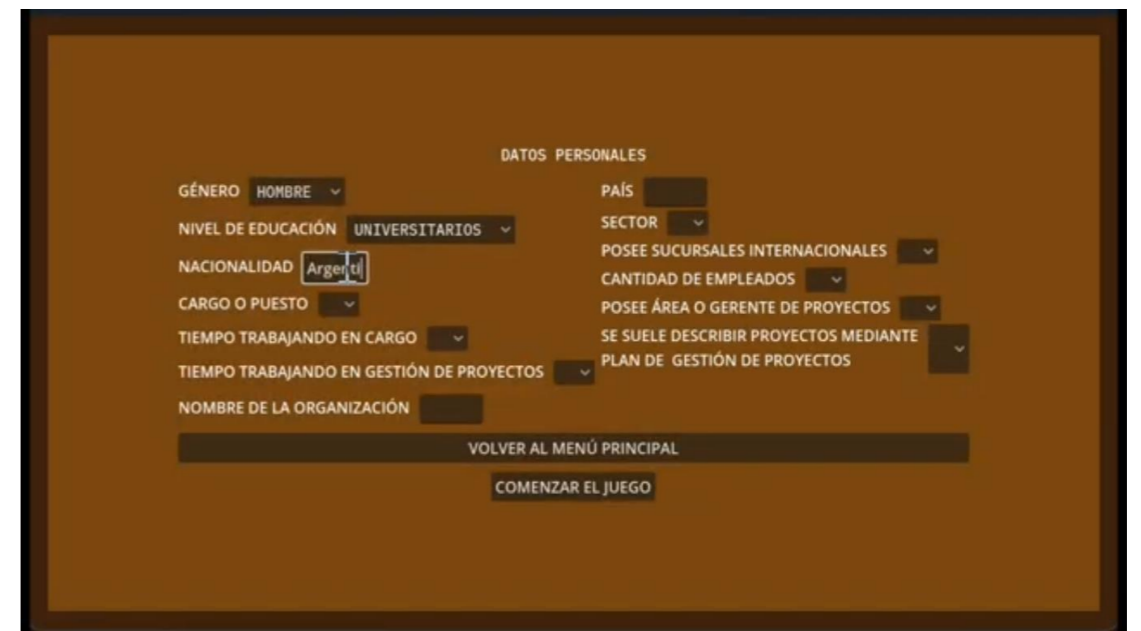 DATOS PERSONALES
GÉNERO HOMBRE
NIVEL DE EDUCACIÓN UNIVERSITARIOS
NACIONALIDAD Argenti
CARGO O PUESTO
TIEMPO TRABAJANDO EN CARGO
TIEMPO TRABAJANDO EN GESTIÓN DE PROYECTOS
NOMBRE DE LA ORGANIZACIÓN
PAÍS
SECTOR
POSEE SUCURSALES INTERNACIONALES
CANTIDAD DE EMPLEADOS
POSEE ÁREA O GERENTE DE PROYECTOS
SE SUELE DESCRIBIR PROYECTOS MEDIANTE
PLAN DE GESTIÓN DE PROYECTOS
VOLVER AL MENÚ PRINCIPAL
COMENZAR EL JUEGO